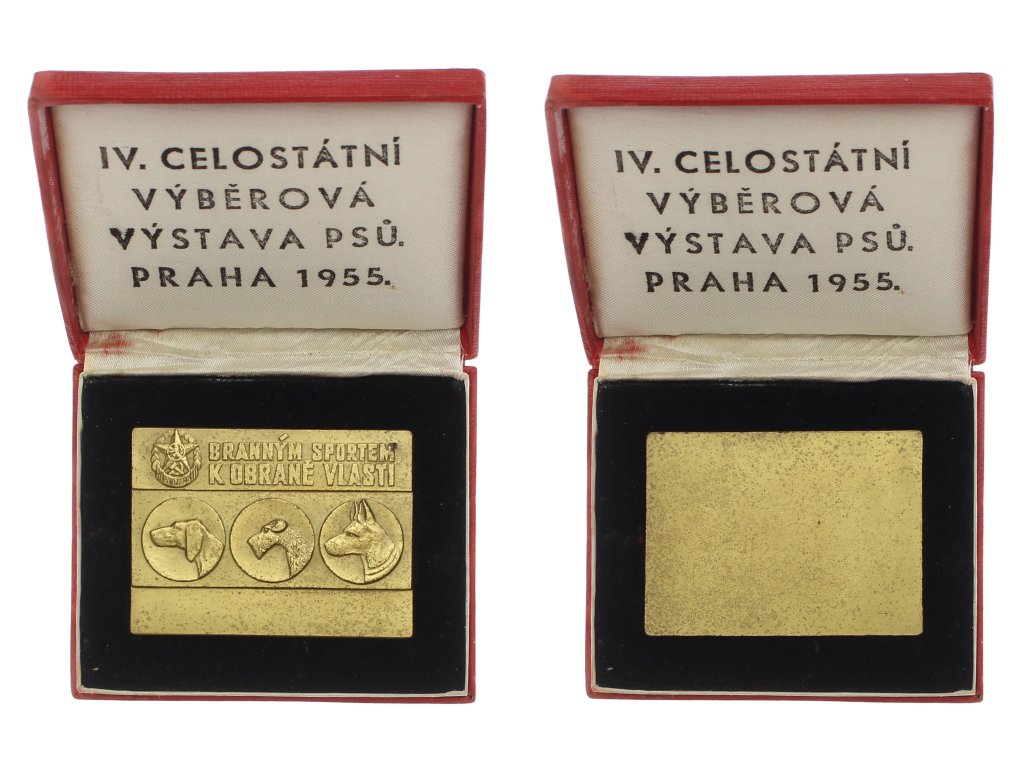 IV. CELOSTÁTNÍ
VÝBĚROVÁ
VÝSTAVA PSŮ.
PRAHA 1955.
BRANNÝM SPORTEM
K OBRANĚ VLASTI
IV. CELOSTÁTNÍ
VÝBĚROVÁ
VÝSTAVA PSŮ.
PRAHA 1955.